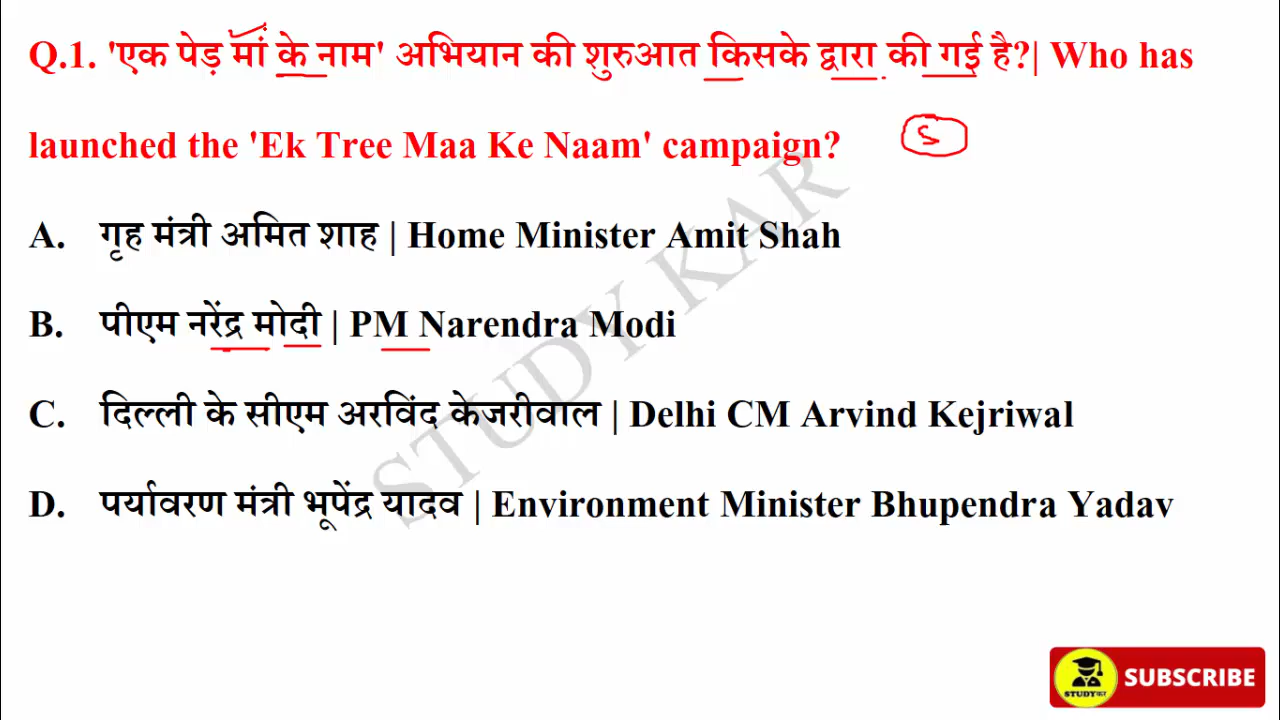 Q.1. 'एक पेड़ मां के नाम' अभियान की शुरुआत किसके द्वारा की गई है?| Who has
launched the 'Ek Tree Maa Ke Naam' campaign?
5
A. गृह मंत्री अमित शाह | Home Minister Amit Shah
B. पीएम नरेंद्र मोदी | PM Narendra Modi
C. दिल्ली के सीएम अरविंद केजरीवाल | Delhi CM Arvind Kejriwal
D. पर्यावरण मंत्री भूपेंद्र यादव | Environment Minister Bhupendra Yadav
STUDY KAR
SUBSCRIBE
STUDYकर